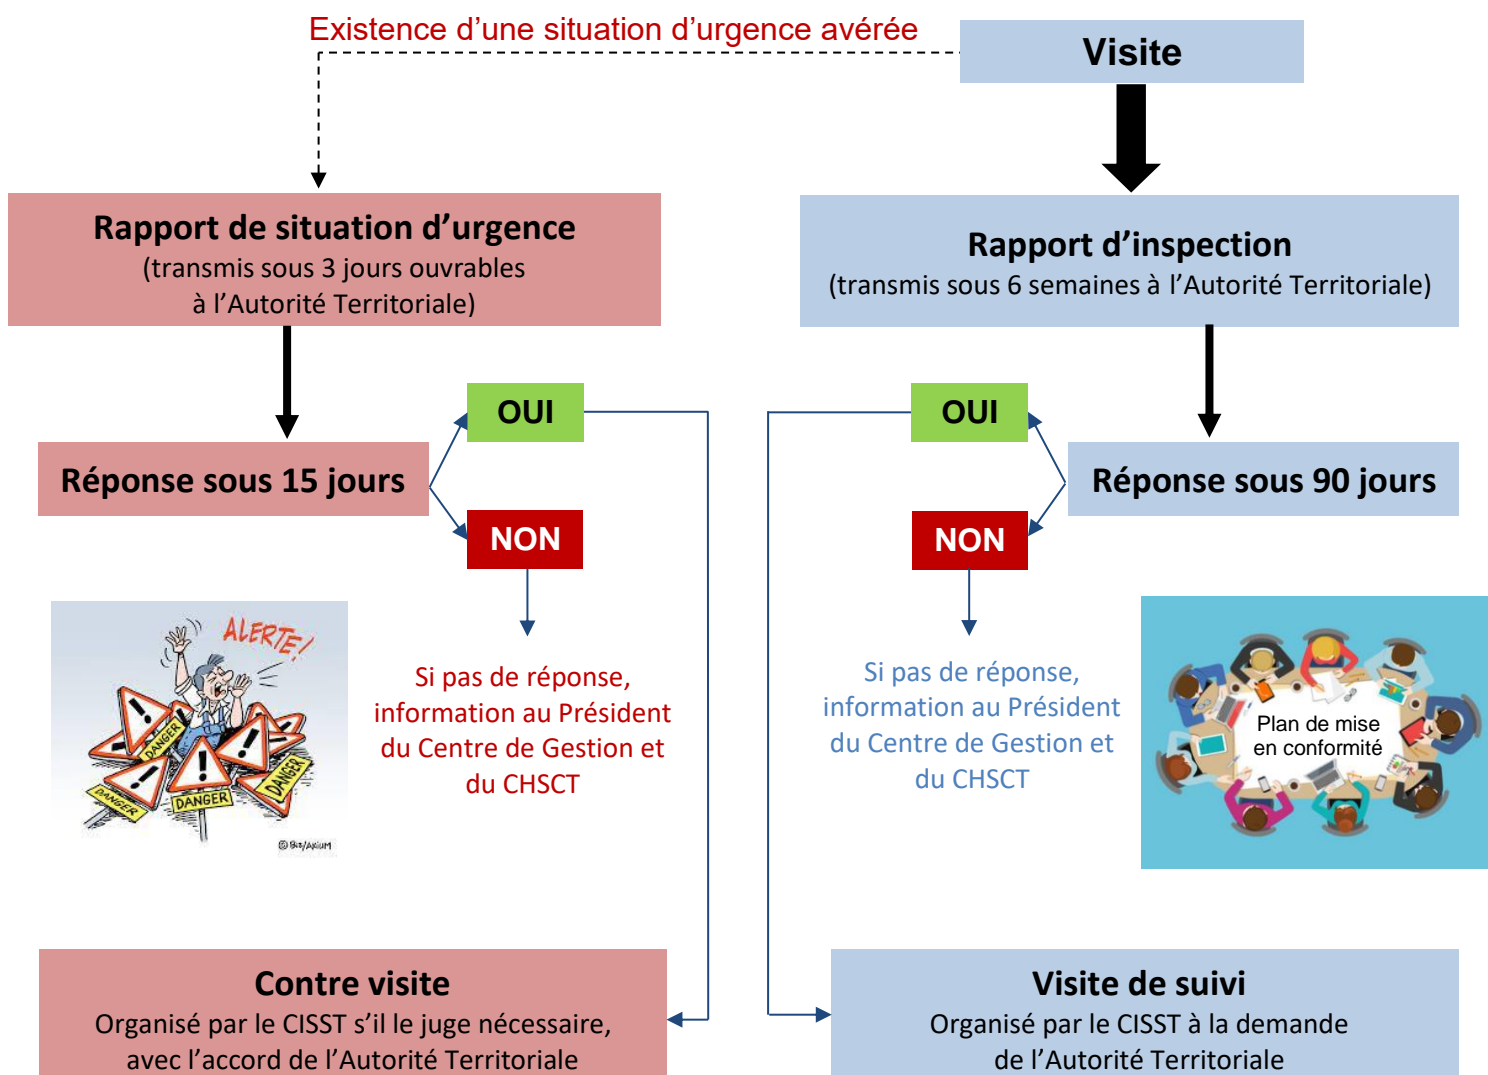 Existence d’une situation d’urgence avérée
Visite
Rapport de situation d’urgence
(transmis sous 3 jours ouvrables
à l’Autorité Territoriale)
Rapport d’inspection
(transmis sous 6 semaines à l’Autorité Territoriale)
OUI
OUI
Réponse sous 15 jours
Réponse sous 90 jours
NON
NON
ALERTE!
DANGER
DANGER
DANGER
DANGER
Si pas de réponse,
information au Président
du Centre de Gestion et
du CHSCT
Si pas de réponse,
information au Président
du Centre de Gestion et
du CHSCT
Plan de mise
en conformité
Contre visite
Organisé par le CISST s’il le juge nécessaire,
avec l’accord de l’Autorité Territoriale
Visite de suivi
Organisé par le CISST à la demande
de l’Autorité Territoriale